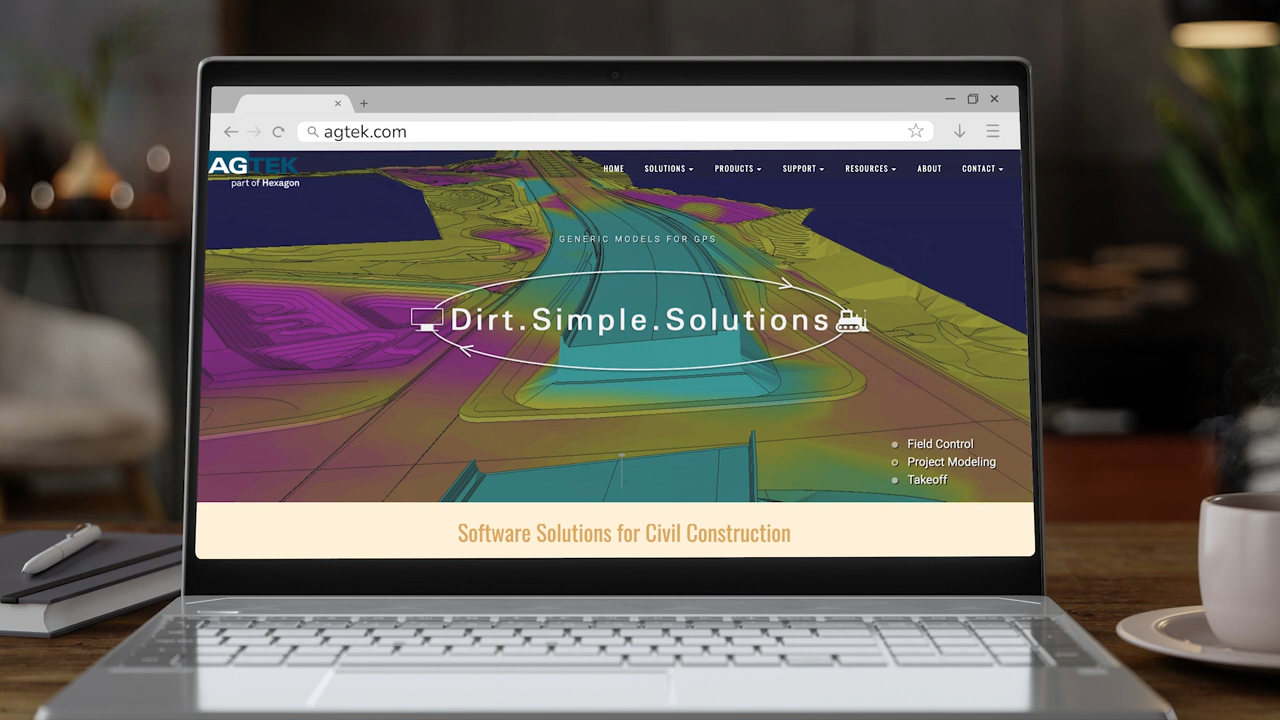 agtek.com
AGTEK
part of Hexagon
HOME SOLUTIONS PRODUCTS SUPPORT RESOURCES ABOUT CONTACT
GENERIC MODELS FOR GPS
Dirt.Simple.Solutions
Field Control
Project Modeling
Takeoff
Software Solutions for Civil Construction